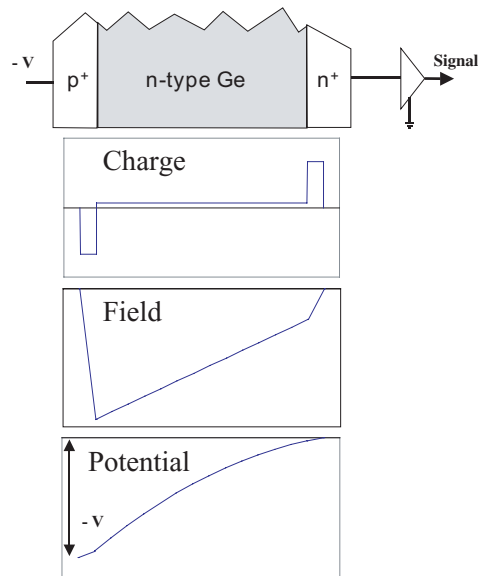 - V
p+
n-type Ge
n+
Signal
Charge
Field
Potential
- V